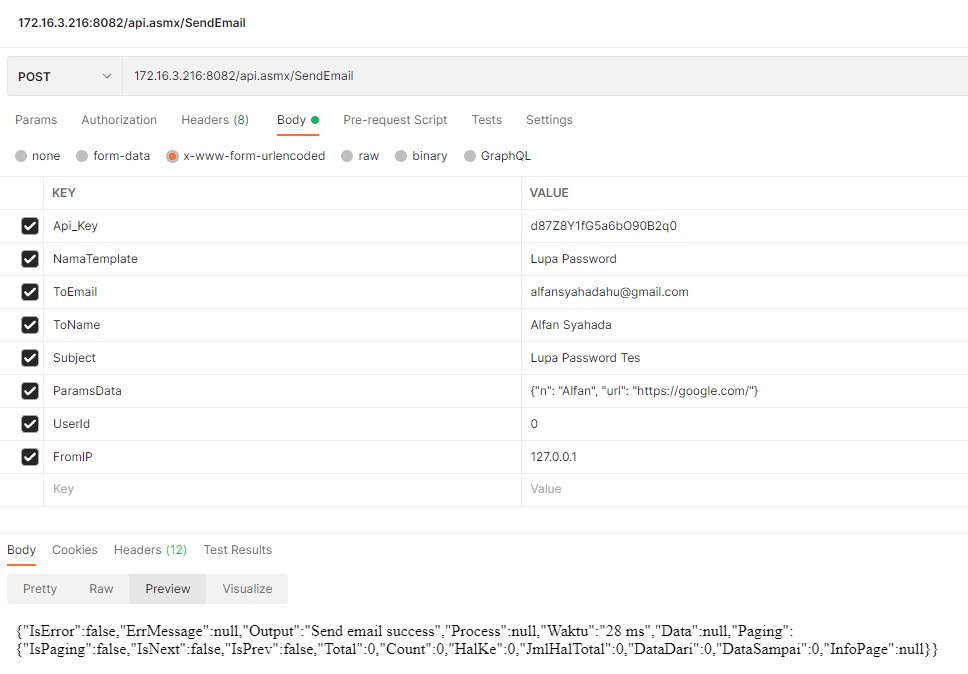 172.16.3.216:8082/api.asmx/SendEmail
POST 172.16.3.216:8082/api.asmx/SendEmail
Params Authorization Headers (8) Body Pre-request Script Tests Settings
none form-data x-www-form-urlencoded raw binary GraphQL
KEY VALUE
Api_Key d87Z8Y1fG5a6bO90B2q0
NamaTemplate Lupa Password
ToEmail alfansyahadahu@gmail.com
ToName Alfan Syahada
Subject Lupa Password Tes
ParamsData {"n": "Alfan", "url": "https://google.com/"}
UserId 0
FromIP 127.0.0.1
Key Value
Body Cookies Headers (12) Test Results
Pretty Raw Preview Visualize
{"IsError":false,"ErrMessage":null,"Output":"Send email success","Process":null,"Waktu":"28 ms","Data":null,"Paging":
{"IsPaging":false,"IsNext":false,"IsPrev":false,"Total":0,"Count":0,"HalKe":0,"JmlHalTotal":0,"DataDari":0,"DataSampai":0,"InfoPage":null}}